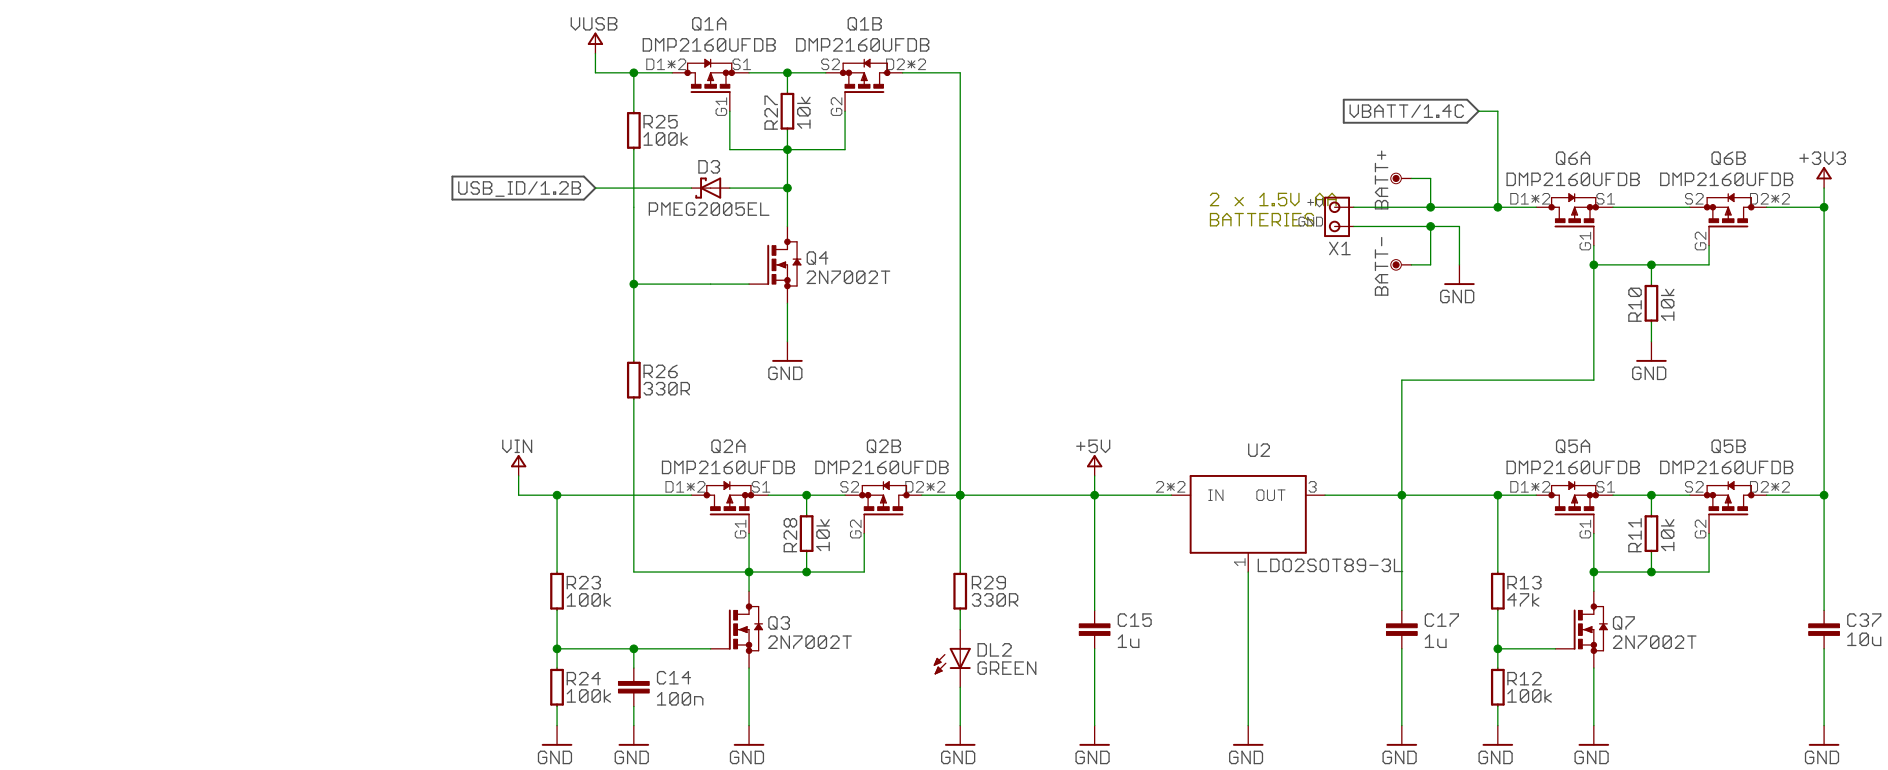 VUSB
Q1A
DMP2160UFDB
D1*2
S1
G1
Q1B
DMP2160UFDB
S2
D2*2
G2
R27
10k
R25
100k
USB_ID/1.2B
D3
PMEG2005EL
Q4
2N7002T
GND
R26
330R
VBATT/1.4C
2 x 1.5V AA
BATTERIES
+V
GND
X1
BATT+
BATT-
GND
Q6A
DMP2160UFDB
D1*2
S1
G1
Q6B
DMP2160UFDB
S2
D2*2
G2
+3V3
R10
10k
GND
VIN
Q2A
DMP2160UFDB
D1*2
S1
G1
Q2B
DMP2160UFDB
S2
D2*2
G2
R28
10k
+5V
U2
2*2
IN
OUT
3
1
LDO2SOT89-3L
Q5A
DMP2160UFDB
D1*2
S1
G1
Q5B
DMP2160UFDB
S2
D2*2
G2
R11
10k
R23
100k
Q3
2N7002T
R29
330R
C15
1u
C17
1u
R13
47k
Q7
2N7002T
C37
10u
R24
100k
C14
100n
DL2
GREEN
R12
100k
GND
GND
GND
GND
GND
GND
GND
GND
GND
GND